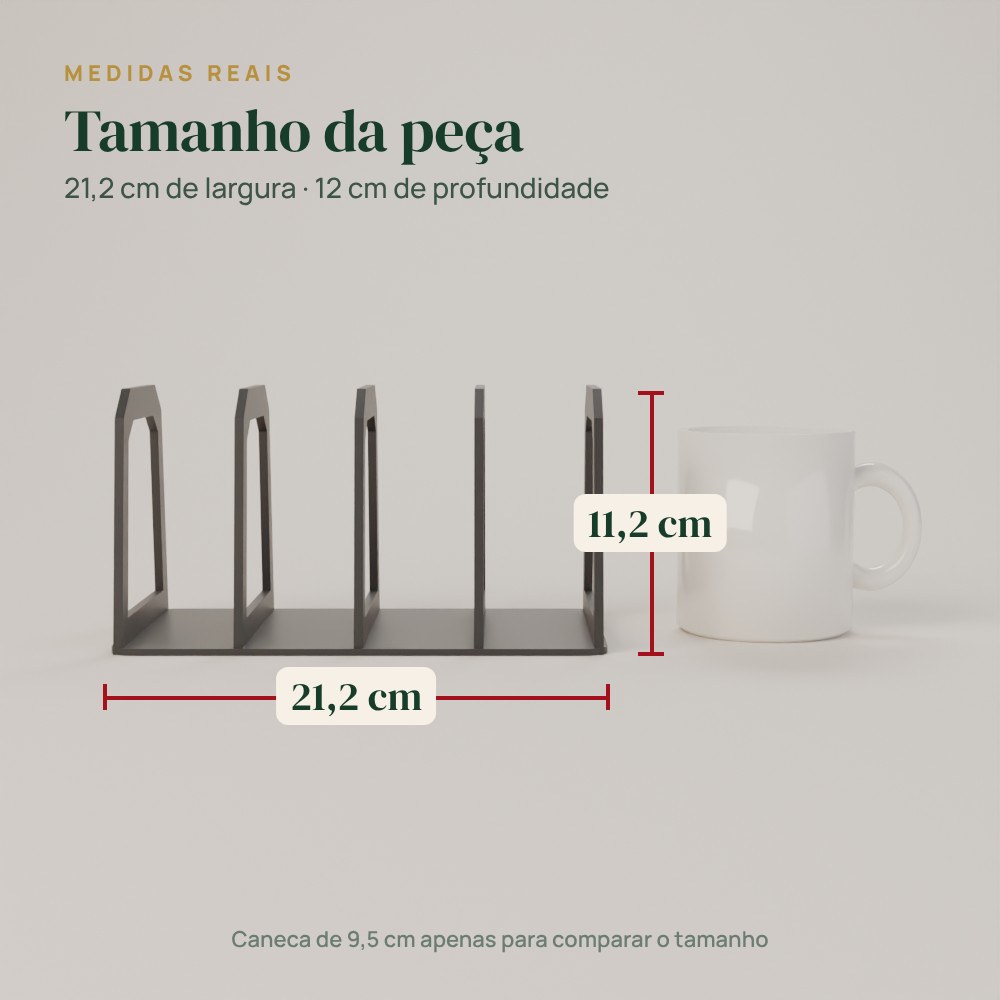 MEDIDAS REAIS
Tamanho da peça
21,2 cm de largura · 12 cm de profundidade
11,2 cm
21,2 cm
Caneca de 9,5 cm apenas para comparar o tamanho